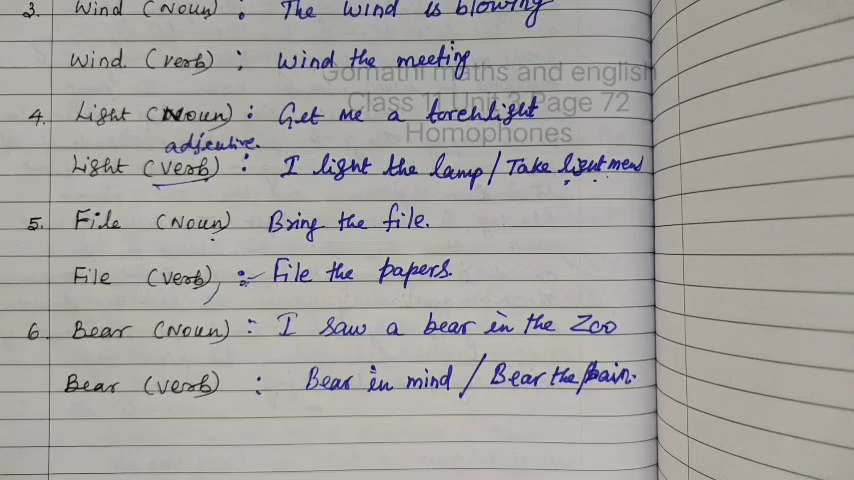 3. Wind (Noun) : The wind is blowing
Wind. (verb) : Wind the meeting
Gomathi maths and english
Class 11 Unit 3 Page 72
Homophones
4. Light (Noun) : Get me a torchlight
adjective.
Light (verb) : I light the lamp / Take light meal
5. File (Noun) Bring the file.
File (verb) :- File the papers.
6. Bear (Noun) : I saw a bear in the Zoo
Bear (verb) : Bear in mind / Bear the pain.